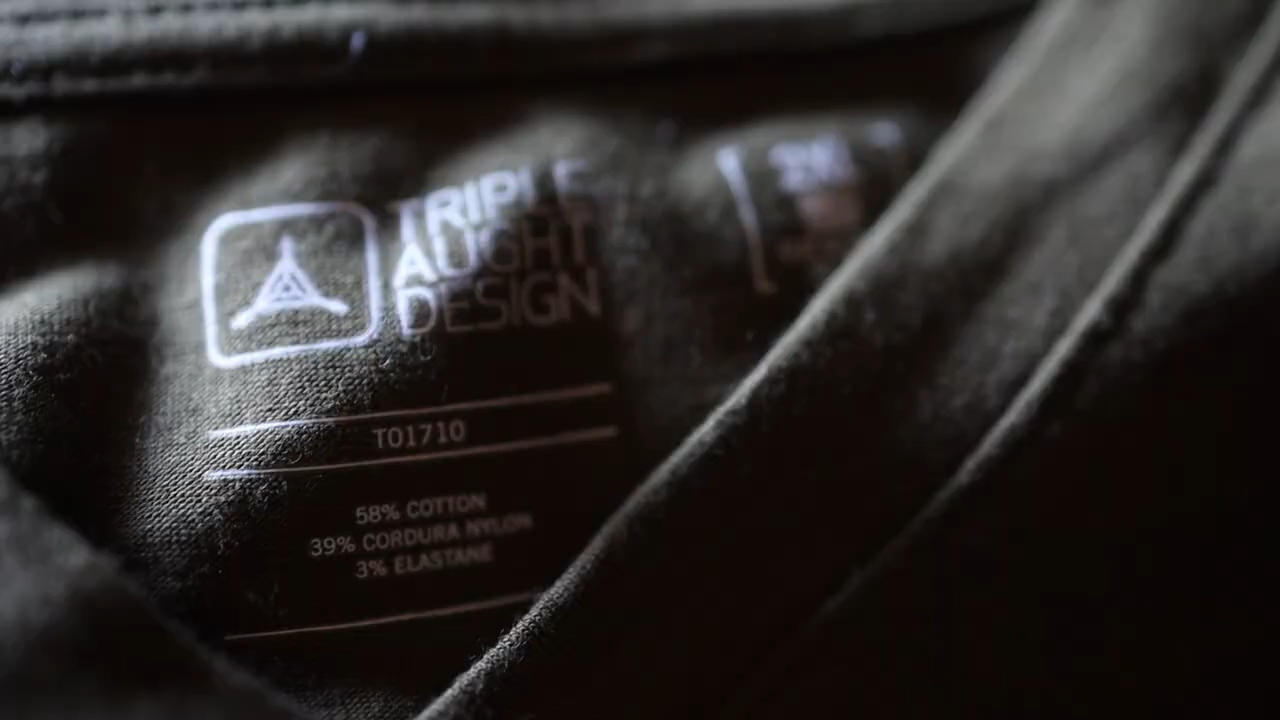 TRIPLE
AUGHT
DESIGN
T01710
58% COTTON
39% CORDURA NYLON
3% ELASTANE